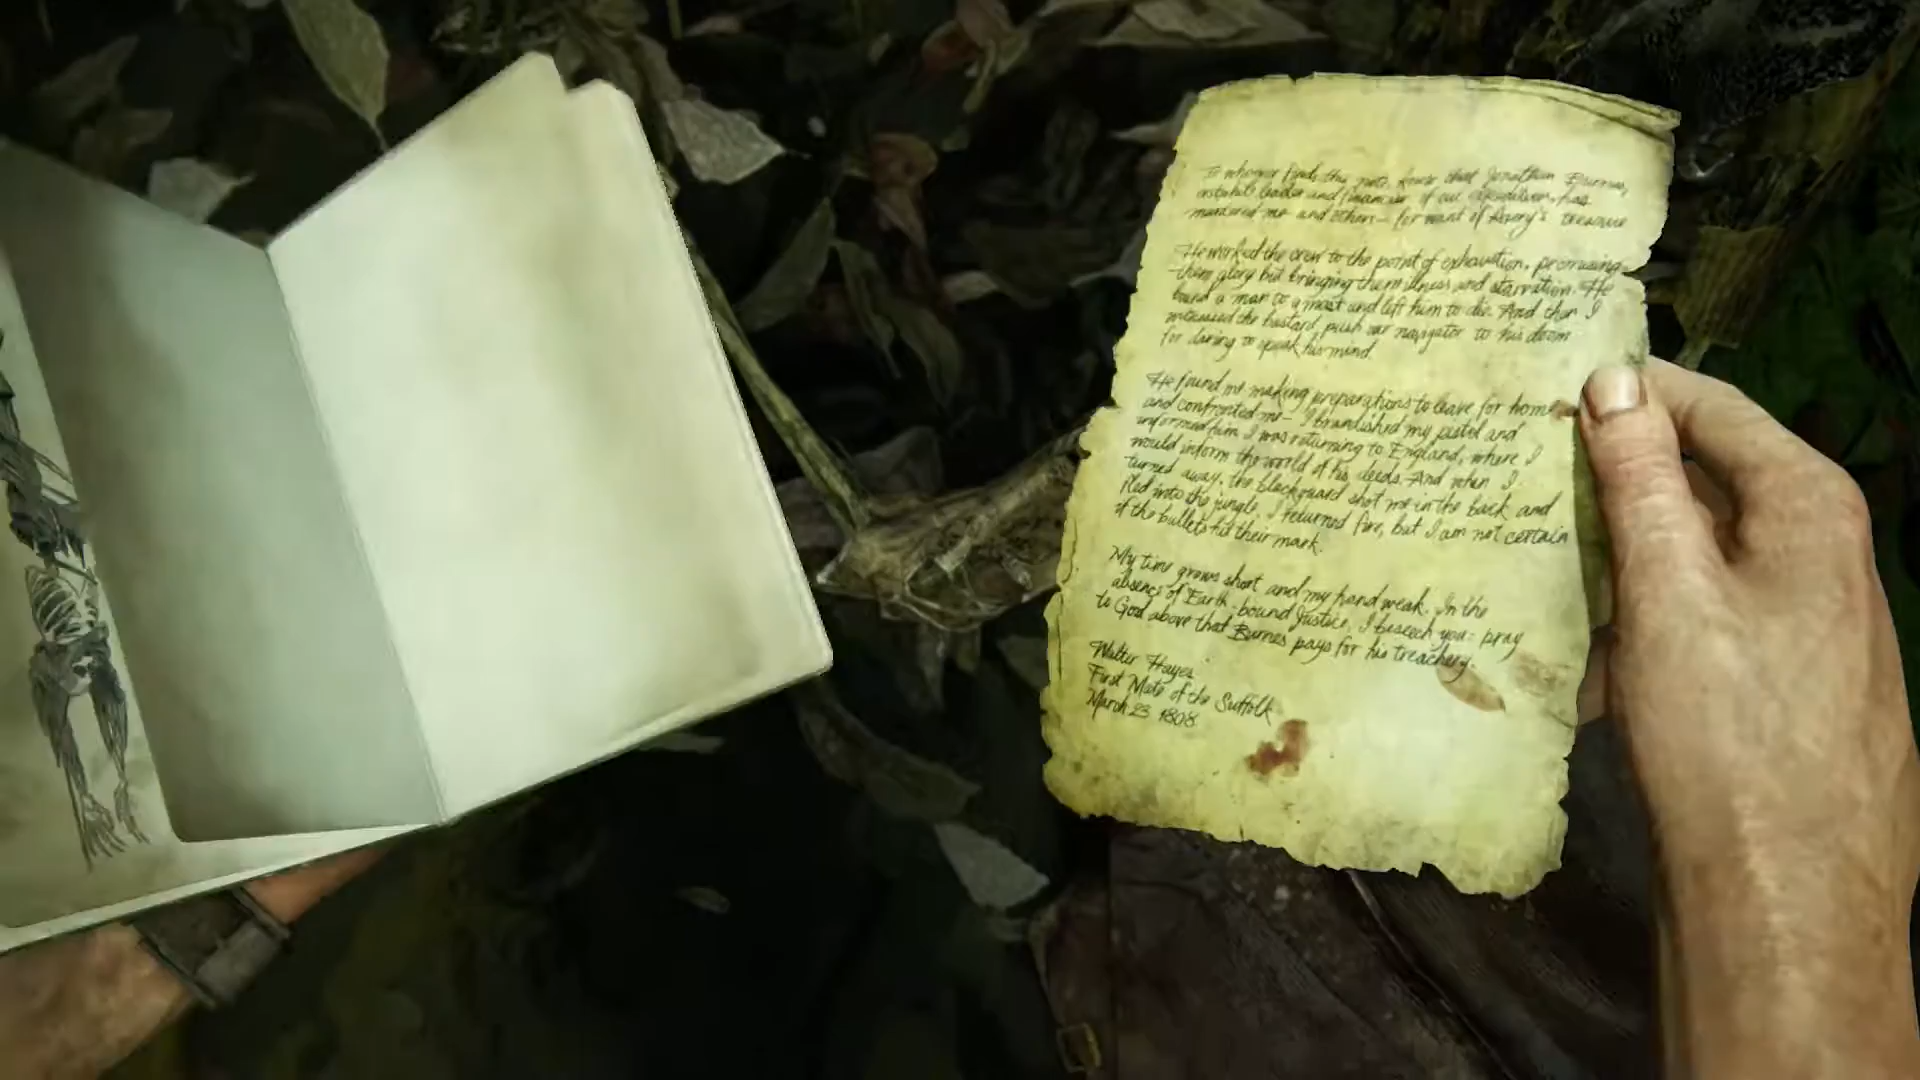 To whomever finds this note, know that Jonathan Burnes,
erstwhile leader and financier of our expedition, has
murdered me and others— for want of Avery's treasure
He worked the crew to the point of exhaustion, promising
them glory but bringing them illness and starvation. He
bound a man to a mast and left him to die. And then I
witnessed the bastard push our navigator to his doom
for daring to speak his mind.
He found me making preparations to leave for home
and confronted me— I brandished my pistol and
informed him I was returning to England, where I
would inform the world of his deeds. And when I
turned away, the blackguard shot me in the back and
fled into the jungle. I returned fire, but I am not certain
if the bullets hit their mark.
My time grows short and my hand weak. In the
absence of Earth-bound Justice, I beseech you: pray
to God above that Burnes pays for his treachery.
Walter Hayes
First Mate of the Suffolk
March 23 1808